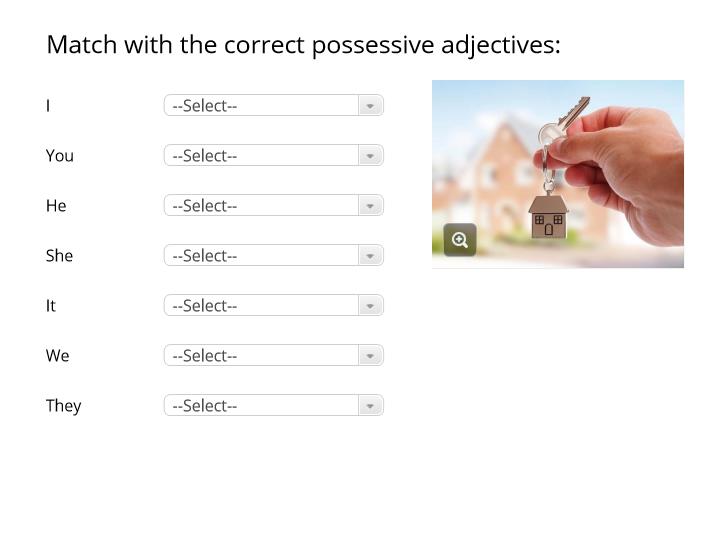 Match with the correct possessive adjectives:
I --Select--
You --Select--
He --Select--
She --Select--
It --Select--
We --Select--
They --Select--